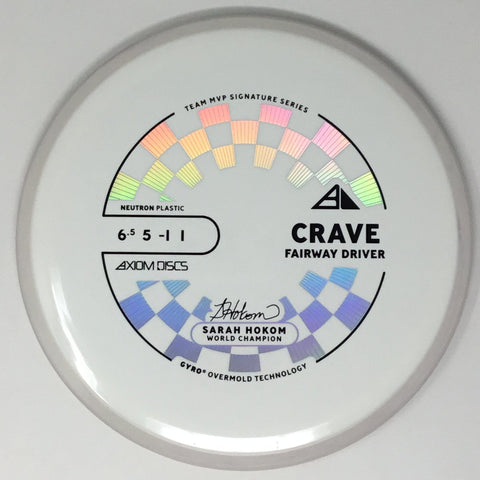 TEAM MVP SIGNATURE SERIES
NEUTRON PLASTIC
6.5 5 -1 1
AXIOM DISCS
CRAVE
FAIRWAY DRIVER
SHokom
SARAH HOKOM
WORLD CHAMPION
GYRO® OVERMOLD TECHNOLOGY